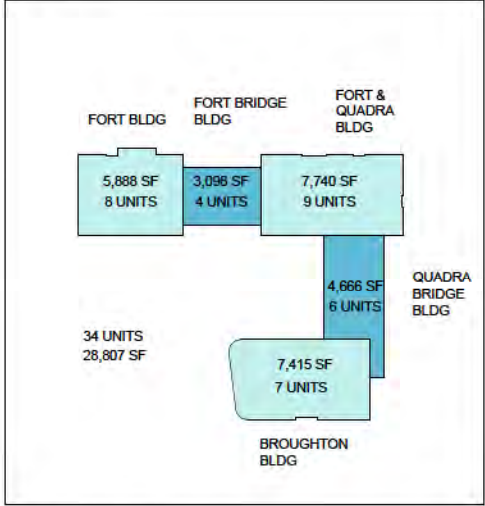 FORT BLDG
FORT BRIDGE
BLDG
FORT &
QUADRA
BLDG
5,888 SF
8 UNITS
3,098 SF
4 UNITS
7,740 SF
9 UNITS
4,666 SF
6 UNITS
QUADRA
BRIDGE
BLDG
34 UNITS
28,807 SF
7,415 SF
7 UNITS
BROUGHTON
BLDG